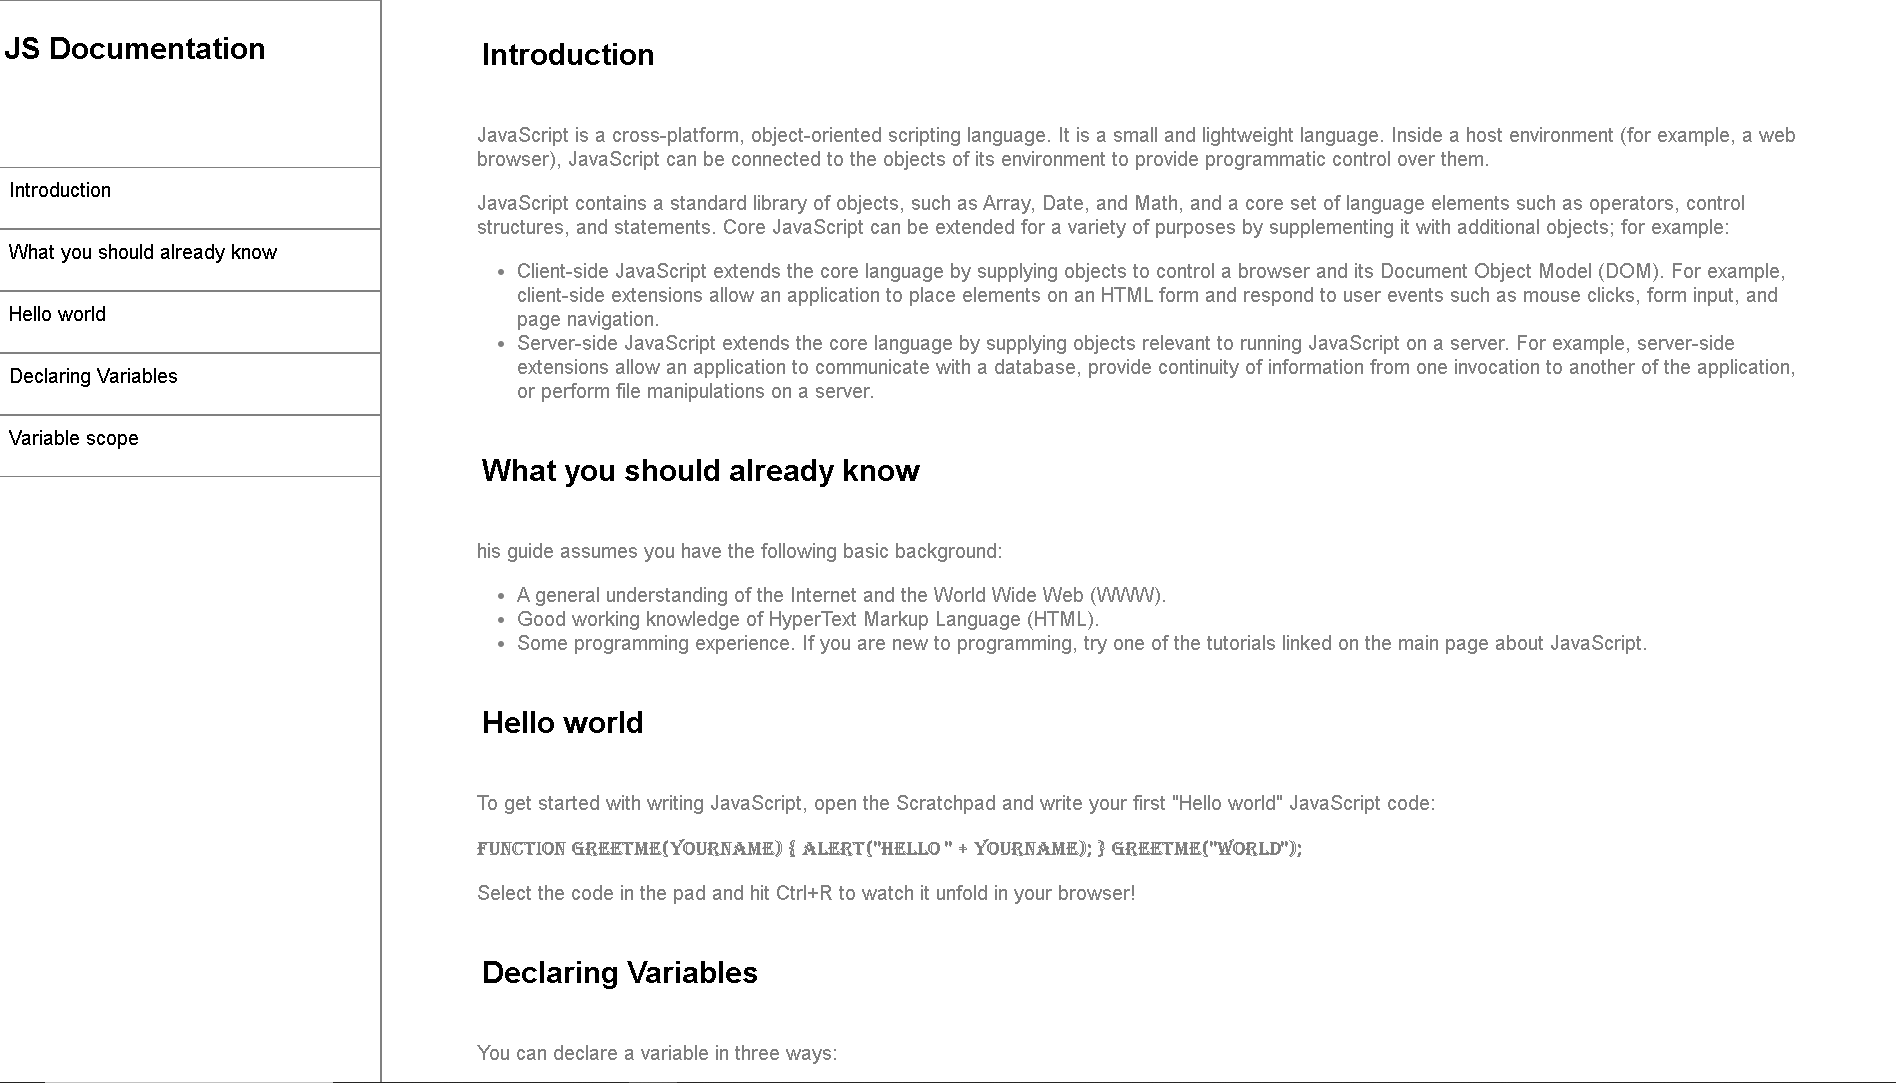 JS Documentation
Introduction
What you should already know
Hello world
Declaring Variables
Variable scope
Introduction
JavaScript is a cross-platform, object-oriented scripting language. It is a small and lightweight language. Inside a host environment (for example, a web
browser), JavaScript can be connected to the objects of its environment to provide programmatic control over them.
JavaScript contains a standard library of objects, such as Array, Date, and Math, and a core set of language elements such as operators, control
structures, and statements. Core JavaScript can be extended for a variety of purposes by supplementing it with additional objects; for example:
• Client-side JavaScript extends the core language by supplying objects to control a browser and its Document Object Model (DOM). For example,
client-side extensions allow an application to place elements on an HTML form and respond to user events such as mouse clicks, form input, and
page navigation.
• Server-side JavaScript extends the core language by supplying objects relevant to running JavaScript on a server. For example, server-side
extensions allow an application to communicate with a database, provide continuity of information from one invocation to another of the application,
or perform file manipulations on a server.
What you should already know
his guide assumes you have the following basic background:
• A general understanding of the Internet and the World Wide Web (WWW).
• Good working knowledge of HyperText Markup Language (HTML).
• Some programming experience. If you are new to programming, try one of the tutorials linked on the main page about JavaScript.
Hello world
To get started with writing JavaScript, open the Scratchpad and write your first "Hello world" JavaScript code:
FUNCTION GREETME(YOURNAME) { ALERT("HELLO " + YOURNAME); } GREETME("WORLD");
Select the code in the pad and hit Ctrl+R to watch it unfold in your browser!
Declaring Variables
You can declare a variable in three ways: